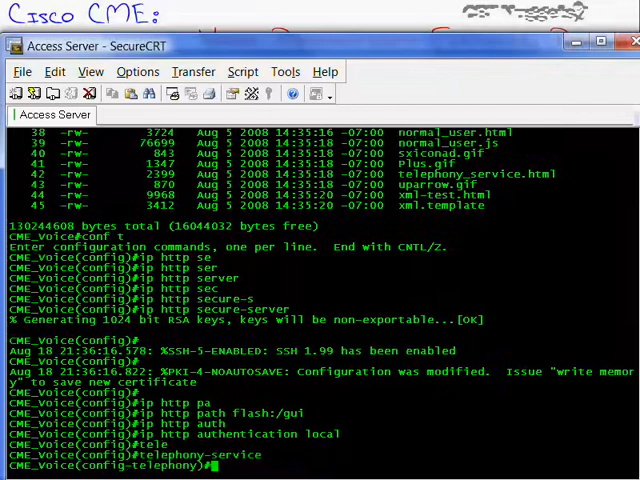 Cisco CME:
Access Server - SecureCRT
File Edit View Options Transfer Script Tools Help
Access Server
38 -rw- 3724 Aug 5 2008 14:35:16 -07:00 normal_user.html
39 -rw- 76699 Aug 5 2008 14:35:18 -07:00 normal_user.js
40 -rw- 843 Aug 5 2008 14:35:18 -07:00 sxiconad.gif
41 -rw- 1347 Aug 5 2008 14:35:18 -07:00 Plus.gif
42 -rw- 2399 Aug 5 2008 14:35:18 -07:00 telephony_service.html
43 -rw- 870 Aug 5 2008 14:35:18 -07:00 uparrow.gif
44 -rw- 9968 Aug 5 2008 14:35:20 -07:00 xml-test.html
45 -rw- 3412 Aug 5 2008 14:35:20 -07:00 xml.template
130244608 bytes total (16044032 bytes free)
CME_Voice#conf t
Enter configuration commands, one per line.  End with CNTL/Z.
CME_Voice(config)#ip http se
CME_Voice(config)#ip http ser
CME_Voice(config)#ip http server
CME_Voice(config)#ip http sec
CME_Voice(config)#ip http secure-s
CME_Voice(config)#ip http secure-server
% Generating 1024 bit RSA keys, keys will be non-exportable...[OK]
CME_Voice(config)#
Aug 18 21:36:16.578: %SSH-5-ENABLED: SSH 1.99 has been enabled
CME_Voice(config)#
Aug 18 21:36:16.822: %PKI-4-NOAUTOSAVE: Configuration was modified.  Issue "write memor
y" to save new certificate
CME_Voice(config)#
CME_Voice(config)#ip http pa
CME_Voice(config)#ip http path flash:/gui
CME_Voice(config)#ip http auth
CME_Voice(config)#ip http authentication local
CME_Voice(config)#tele
CME_Voice(config)#telephony-service
CME_Voice(config-telephony)#